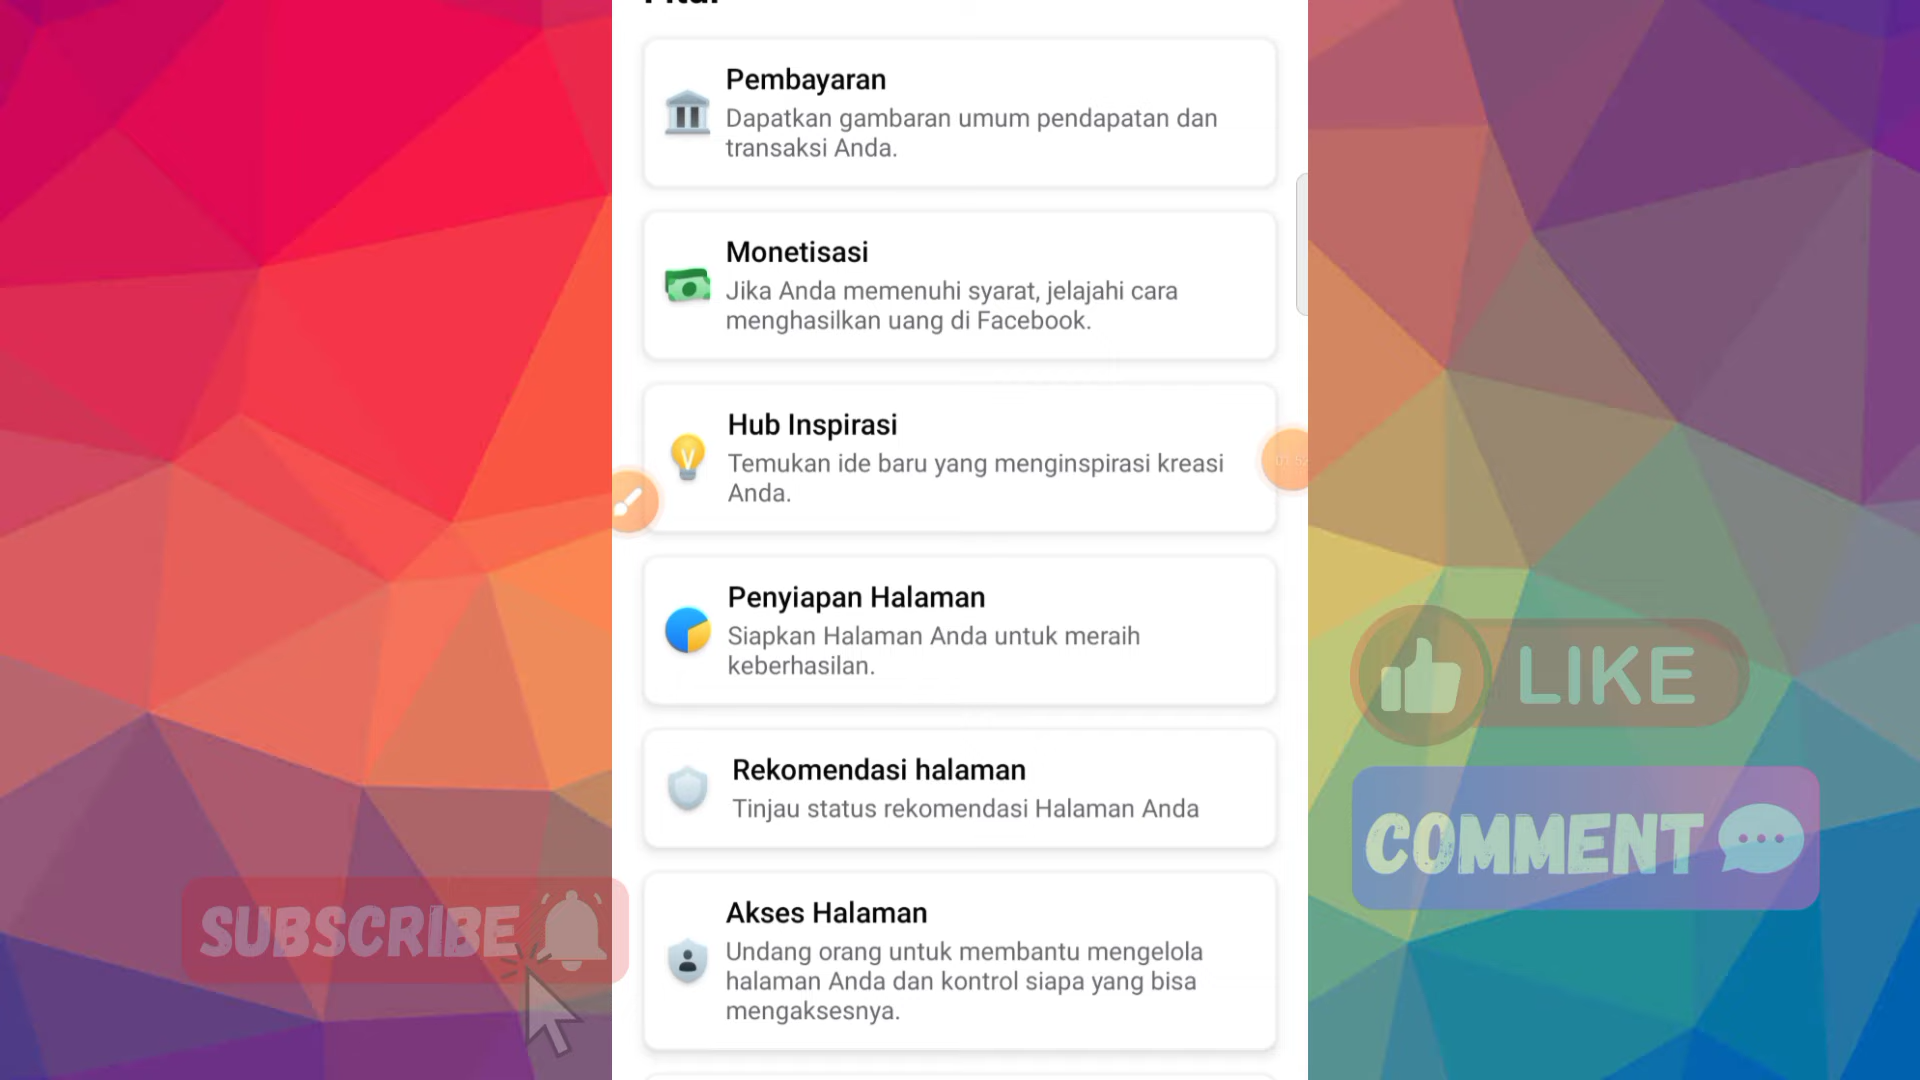 Fitur
Pembayaran
Dapatkan gambaran umum pendapatan dan
transaksi Anda.
Monetisasi
Jika Anda memenuhi syarat, jelajahi cara
menghasilkan uang di Facebook.
Hub Inspirasi
Temukan ide baru yang menginspirasi kreasi
Anda.
Penyiapan Halaman
Siapkan Halaman Anda untuk meraih
keberhasilan.
Rekomendasi halaman
Tinjau status rekomendasi Halaman Anda
Akses Halaman
Undang orang untuk membantu mengelola
halaman Anda dan kontrol siapa yang bisa
mengaksesnya.
SUBSCRIBE
LIKE
COMMENT